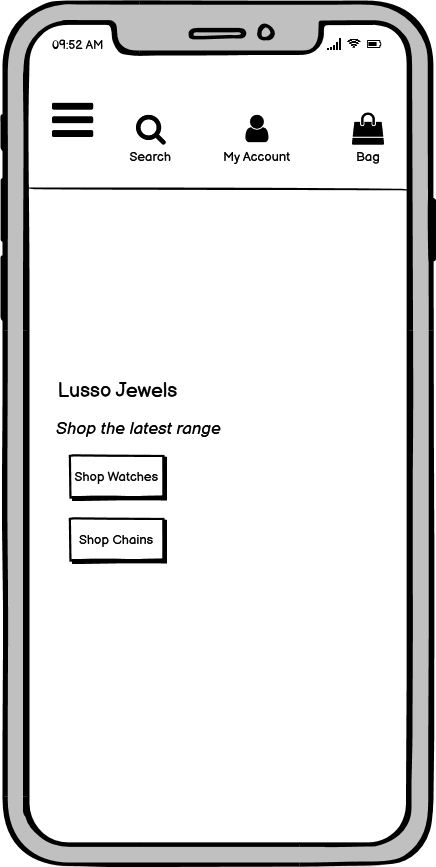 09:52 AM
Search
My Account
Bag
Lusso Jewels
Shop the latest range
Shop Watches
Shop Chains